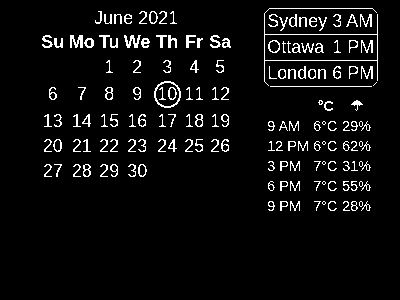 June 2021
Su Mo Tu We Th Fr Sa
1 2 3 4 5
6 7 8 9 10 11 12
13 14 15 16 17 18 19
20 21 22 23 24 25 26
27 28 29 30
Sydney 3 AM
Ottawa 1 PM
London 6 PM
°C ☂
9 AM 6°C 29%
12 PM 6°C 62%
3 PM 7°C 31%
6 PM 7°C 55%
9 PM 7°C 28%